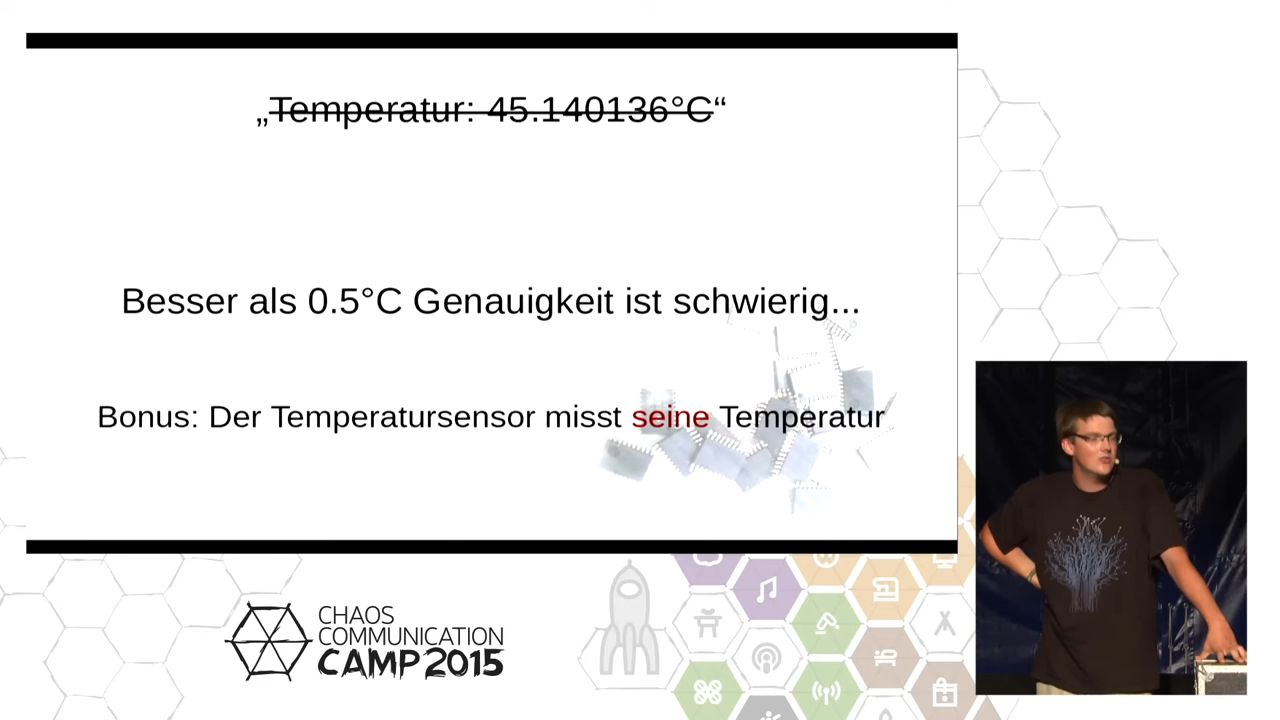 „Temperatur: 45.140136°C“
Besser als 0.5°C Genauigkeit ist schwierig...
Bonus: Der Temperatursensor misst seine Temperatur
CHAOS
COMMUNICATION
CAMP 2015